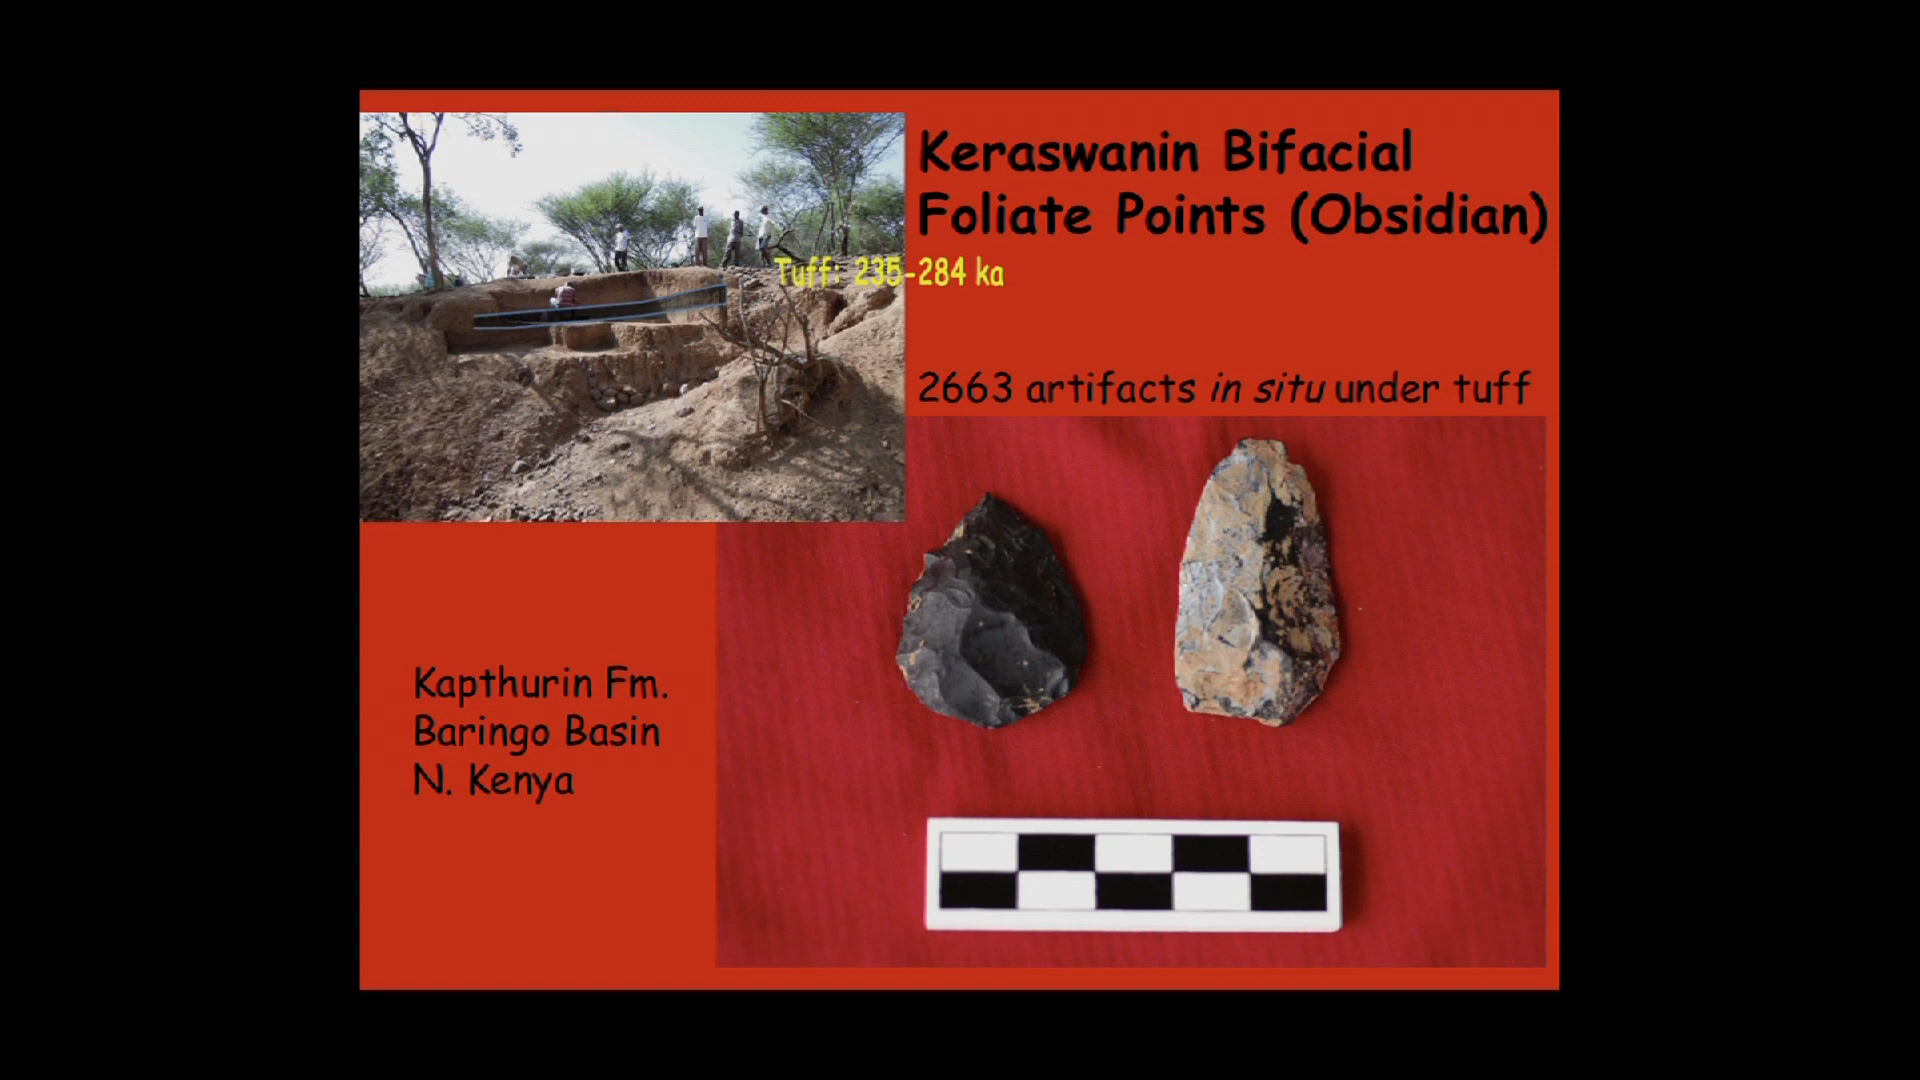 Keraswanin Bifacial
Foliate Points (Obsidian)
Tuff: 235-284 ka
2663 artifacts in situ under tuff
Kapthurin Fm.
Baringo Basin
N. Kenya